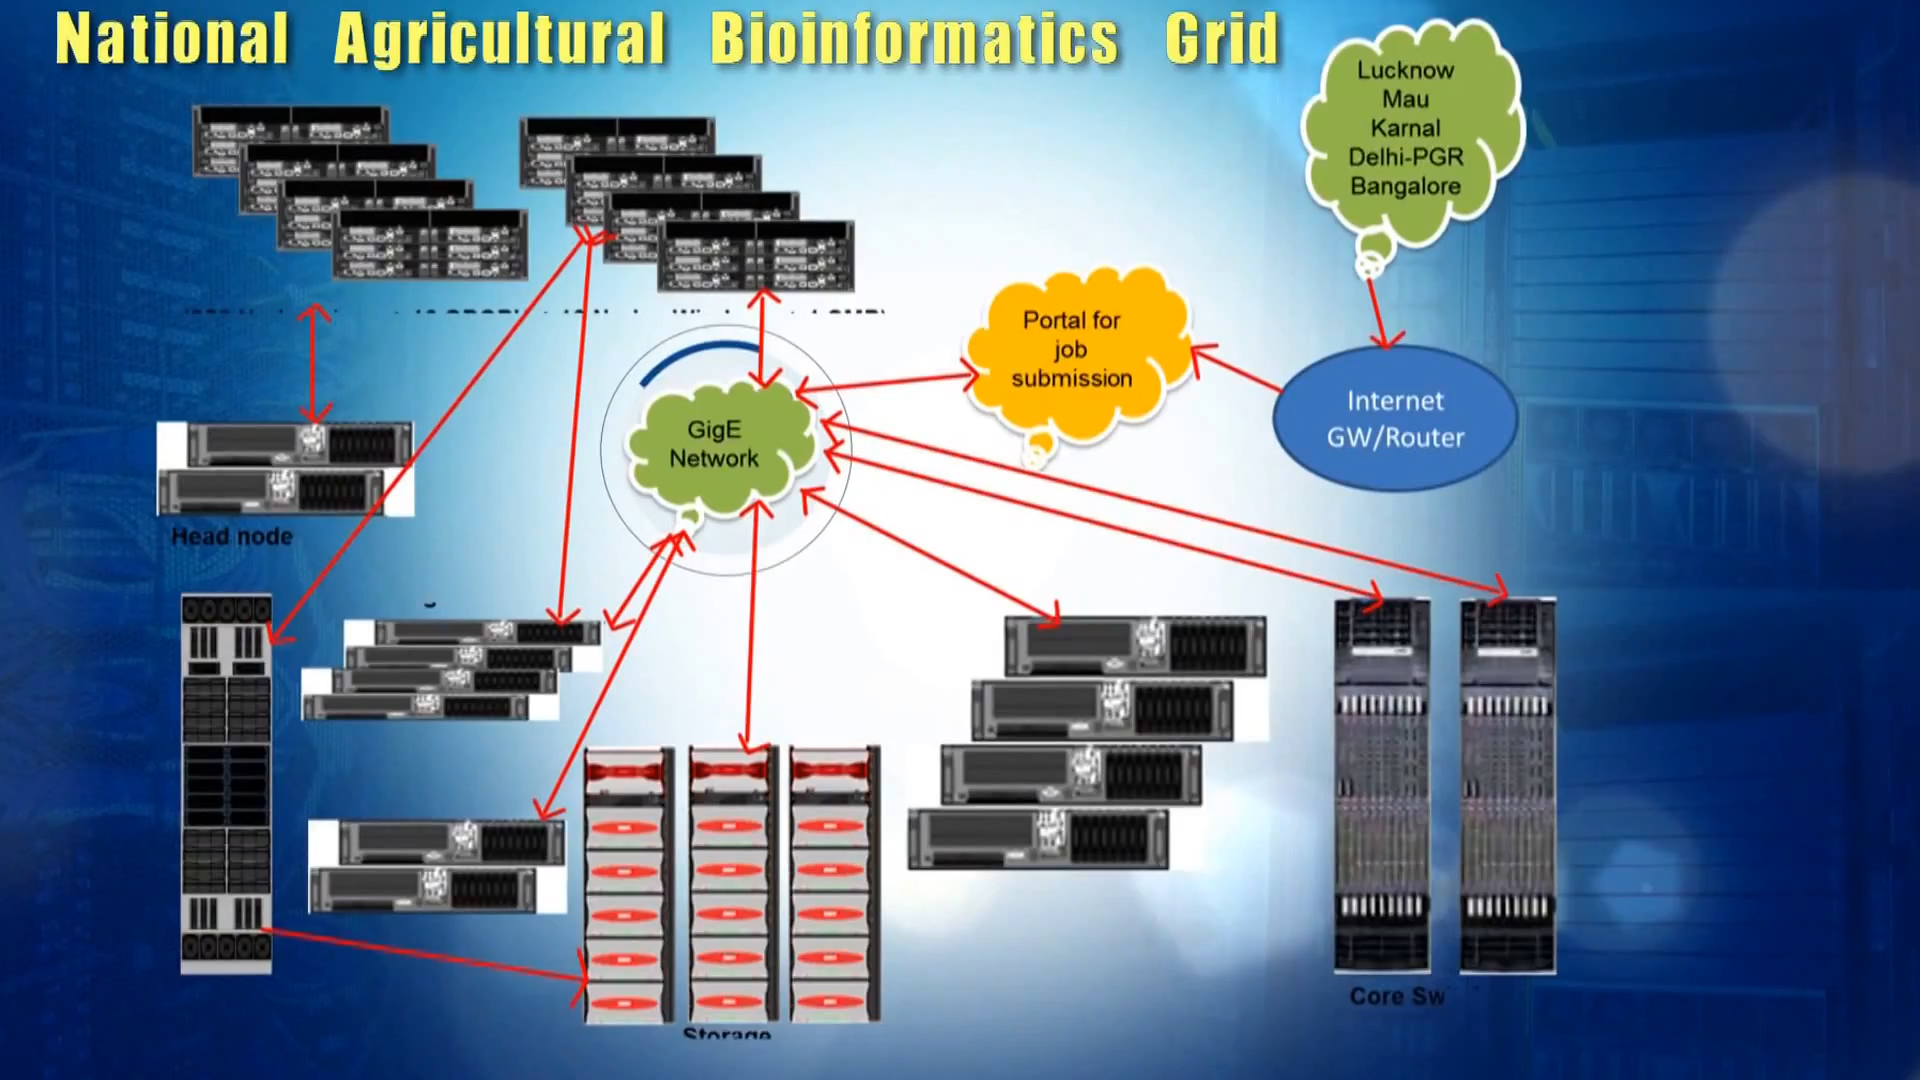 National Agricultural Bioinformatics Grid
Lucknow
Mau
Karnal
Delhi-PGR
Bangalore
Portal for
job
submission
Internet
GW/Router
GigE
Network
Head node
Core Sw
Storage